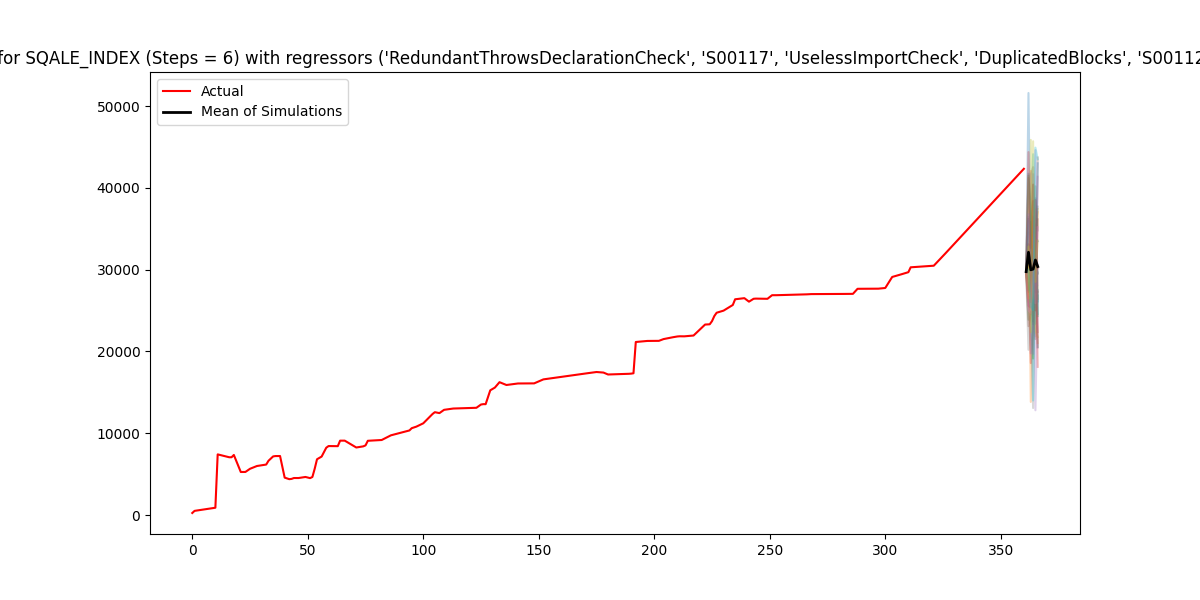 for SQALE_INDEX (Steps = 6) with regressors ('RedundantThrowsDeclarationCheck', 'S00117', 'UselessImportCheck', 'DuplicatedBlocks', 'S00112
Actual
Mean of Simulations
50000
40000
30000
20000
10000
0
0 50 100 150 200 250 300 350